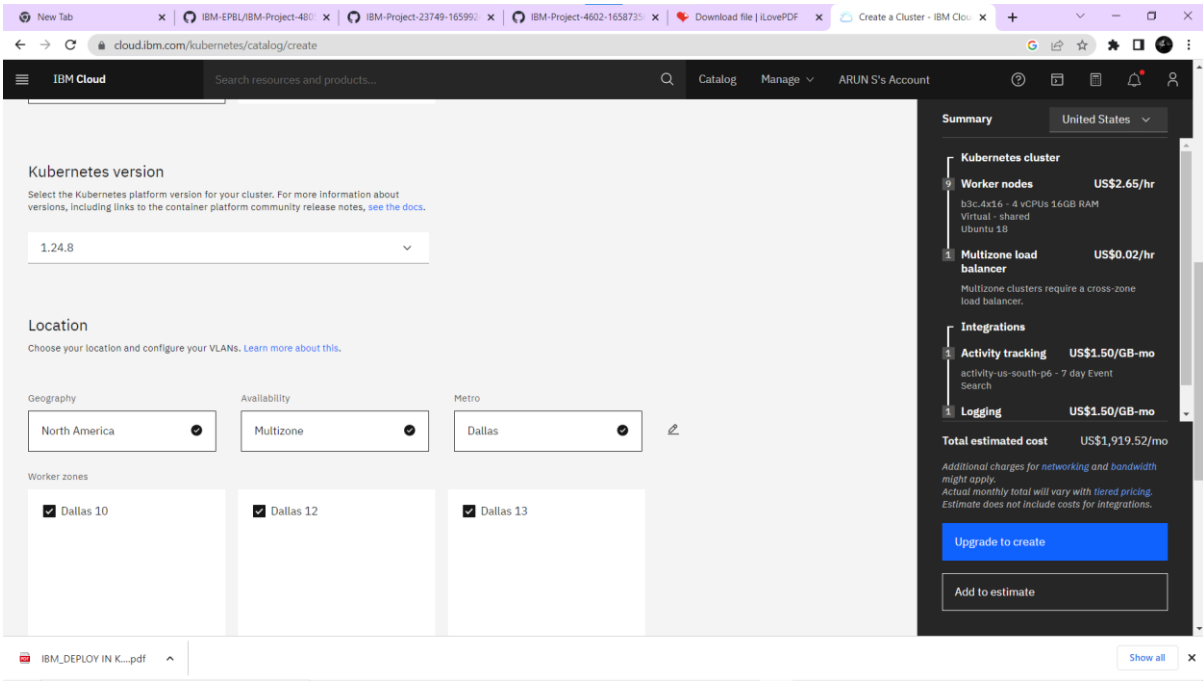 New Tab
IBM-EPBL/IBM-Project-480
IBM-Project-23749-165992
IBM-Project-4602-1658735
Download file | iLovePDF
Create a Cluster - IBM Clou
cloud.ibm.com/kubernetes/catalog/create
IBM Cloud
Search resources and products...
Catalog
Manage
ARUN S's Account
Kubernetes version
Select the Kubernetes platform version for your cluster. For more information about
versions, including links to the container platform community release notes, see the docs.
1.24.8
Location
Choose your location and configure your VLANs. Learn more about this.
Geography
Availability
Metro
North America
Multizone
Dallas
Worker zones
Dallas 10
Dallas 12
Dallas 13
Summary
United States
Kubernetes cluster
9 Worker nodes US$2.65/hr
b3c.4x16 - 4 vCPUs 16GB RAM
Virtual - shared
Ubuntu 18
1 Multizone load US$0.02/hr
balancer
Multizone clusters require a cross-zone
load balancer.
Integrations
1 Activity tracking US$1.50/GB-mo
activity-us-south-p6 - 7 day Event
Search
1 Logging US$1.50/GB-mo
Total estimated cost US$1,919.52/mo
Additional charges for networking and bandwidth
might apply.
Actual monthly total will vary with tiered pricing.
Estimate does not include costs for integrations.
Upgrade to create
Add to estimate
IBM_DEPLOY IN K....pdf
Show all